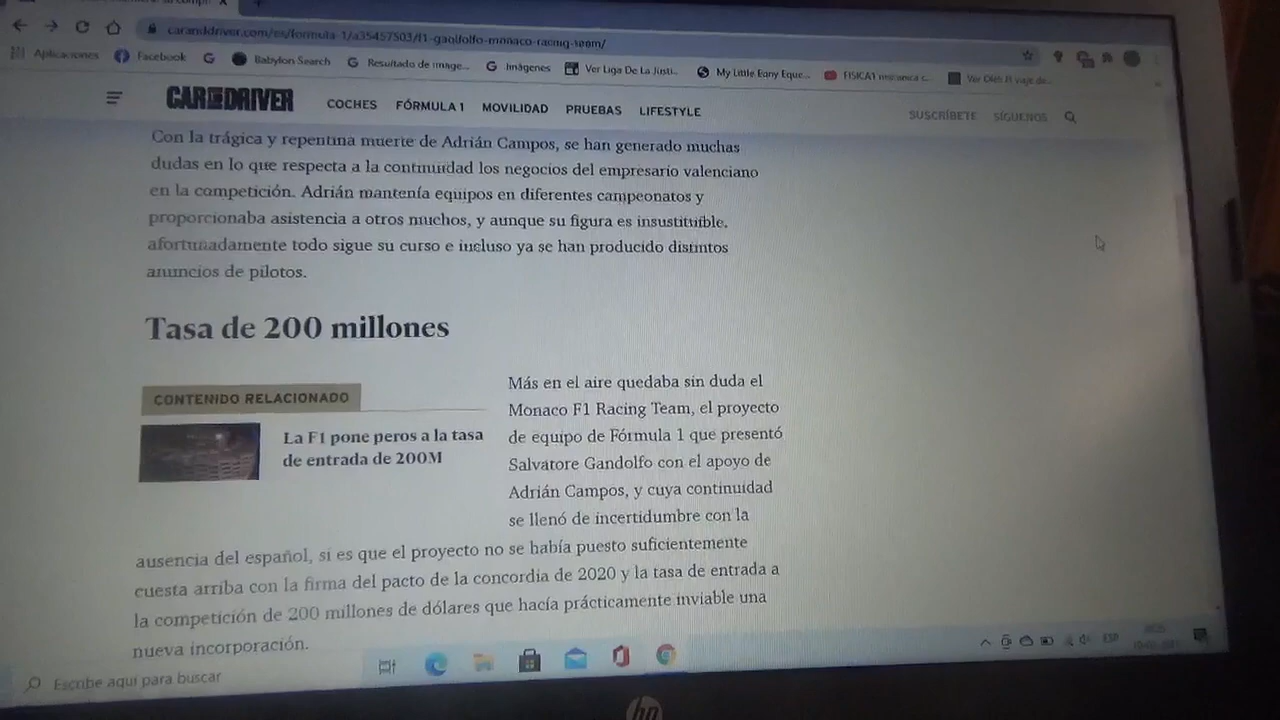 caranddriver.com/es/formula-1/a35457503/f1-gaolfolfo-monaco-racing-team/
Aplicaciones Facebook Babylon Search Resultado de image... Imágenes Ver Liga De La Justi... My Little Pony Eque... FISICA1 mecanica c...
CAR AND DRIVER COCHES FÓRMULA 1 MOVILIDAD PRUEBAS LIFESTYLE SUSCRÍBETE SÍGUENOS
Con la trágica y repentina muerte de Adrián Campos, se han generado muchas
dudas en lo que respecta a la continuidad los negocios del empresario valenciano
en la competición. Adrián mantenía equipos en diferentes campeonatos y
proporcionaba asistencia a otros muchos, y aunque su figura es insustituible,
afortunadamente todo sigue su curso e incluso ya se han producido distintos
anuncios de pilotos.
Tasa de 200 millones
CONTENIDO RELACIONADO
La F1 pone peros a la tasa
de entrada de 200M
Más en el aire quedaba sin duda el
Monaco F1 Racing Team, el proyecto
de equipo de Fórmula 1 que presentó
Salvatore Gandolfo con el apoyo de
Adrián Campos, y cuya continuidad
se llenó de incertidumbre con la
ausencia del español, si es que el proyecto no se había puesto suficientemente
cuesta arriba con la firma del pacto de la concordia de 2020 y la tasa de entrada a
la competición de 200 millones de dólares que hacía prácticamente inviable una
nueva incorporación.
Escribe aquí para buscar
ESP
hp